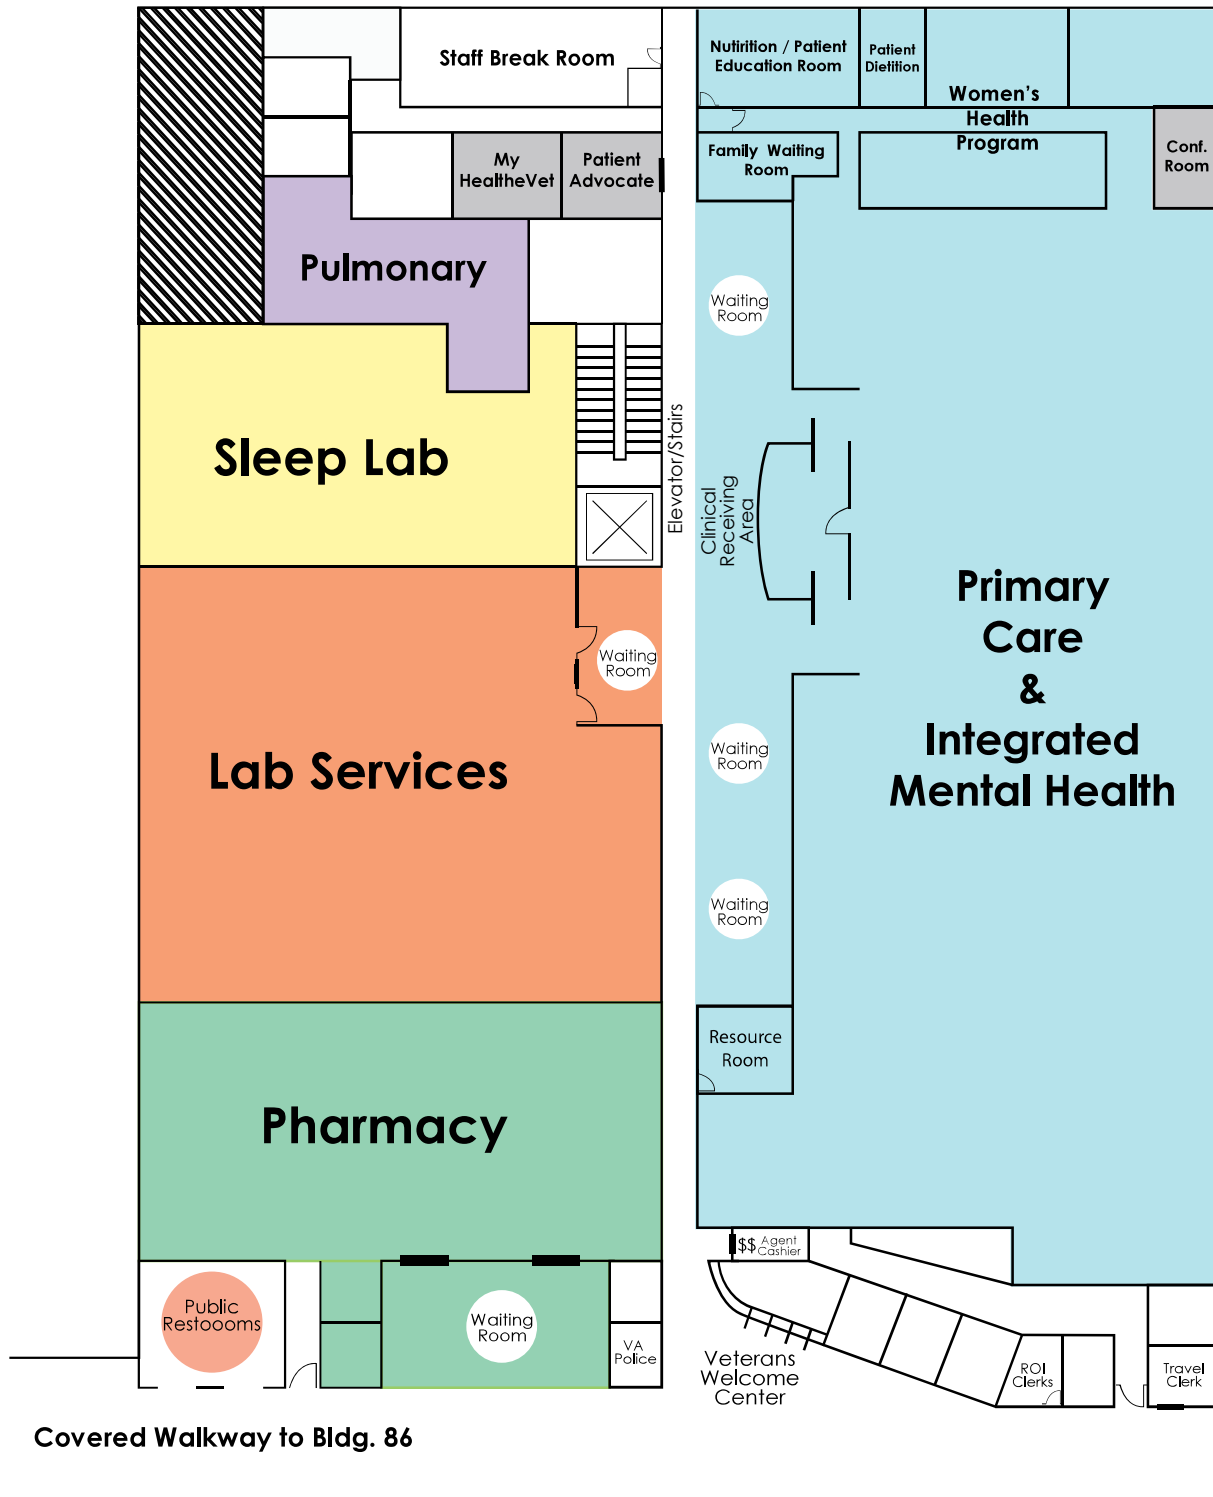 Staff Break Room
Nutirition / Patient
Education Room
Patient
Dietition
Women's
Health
Program
My
HealtheVet
Patient
Advocate
Family Waiting
Room
Conf.
Room
Pulmonary
Waiting
Room
Sleep Lab
Elevator/Stairs
Clinical
Receiving
Area
Primary
Care
&
Integrated
Mental Health
Waiting
Room
Lab Services
Waiting
Room
Waiting
Room
Resource
Room
Pharmacy
$$ Agent
Cashier
Public
Restoooms
Waiting
Room
VA
Police
Veterans
Welcome
Center
ROI
Clerks
Travel
Clerk
Covered Walkway to Bldg. 86